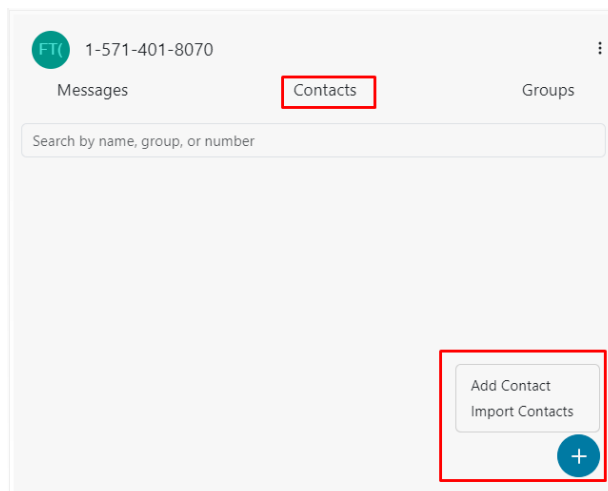 FT( 1-571-401-8070
Messages Contacts Groups
Search by name, group, or number
Add Contact
Import Contacts
+